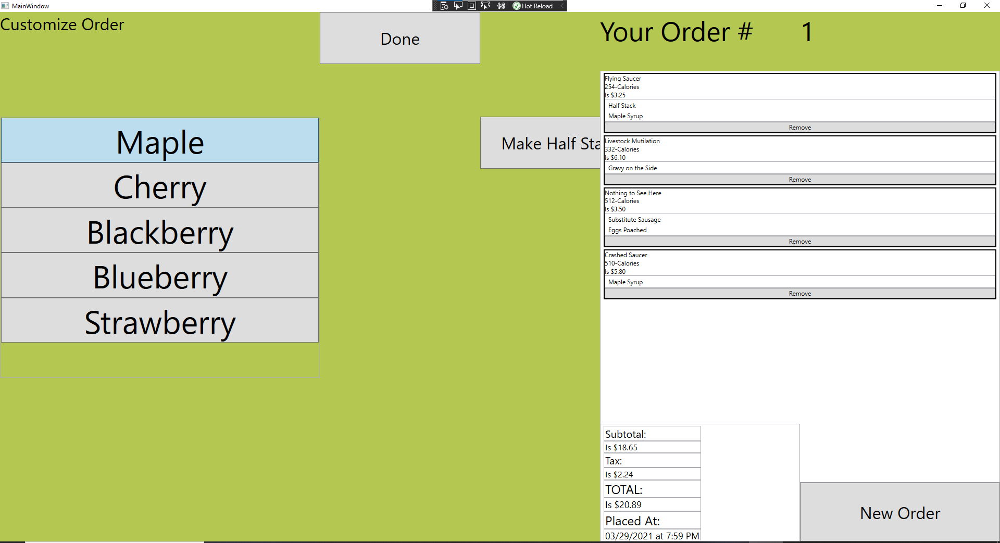 MainWindow
Hot Reload
Customize Order
Done
Maple
Cherry
Blackberry
Blueberry
Strawberry
Make Half Sta
Your Order # 1
Flying Saucer
254-Calories
Is $3.25
Half Stack
Maple Syrup
Remove
Livestock Mutilation
332-Calories
Is $6.10
Gravy on the Side
Remove
Nothing to See Here
512-Calories
Is $3.50
Substitute Sausage
Eggs Poached
Remove
Crashed Saucer
510-Calories
Is $5.80
Maple Syrup
Remove
Subtotal:
Is $18.65
Tax:
Is $2.24
TOTAL:
Is $20.89
Placed At:
03/29/2021 at 7:59 PM
New Order